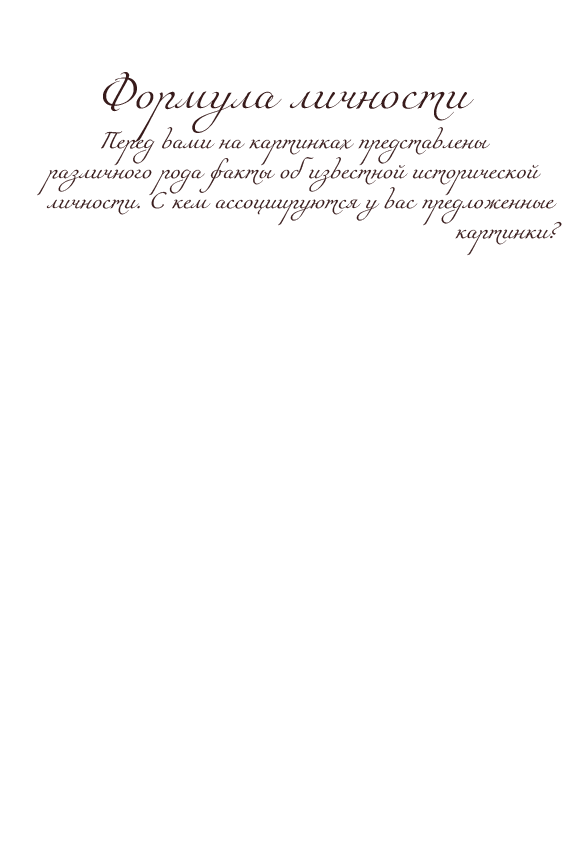 Формула личности
Перед вами на картинках представлены
различного рода факты об известной исторической
личности. С кем ассоциируются у вас предложенные
картинки?